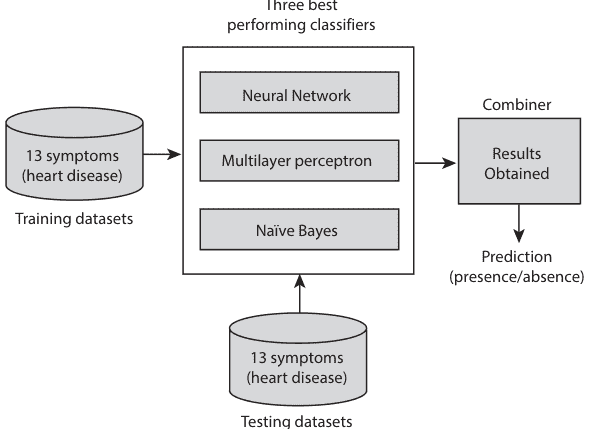 Three best
performing classifiers
Neural Network
Multilayer perceptron
Naïve Bayes
13 symptoms
(heart disease)
Training datasets
Combiner
Results
Obtained
Prediction
(presence/absence)
13 symptoms
(heart disease)
Testing datasets